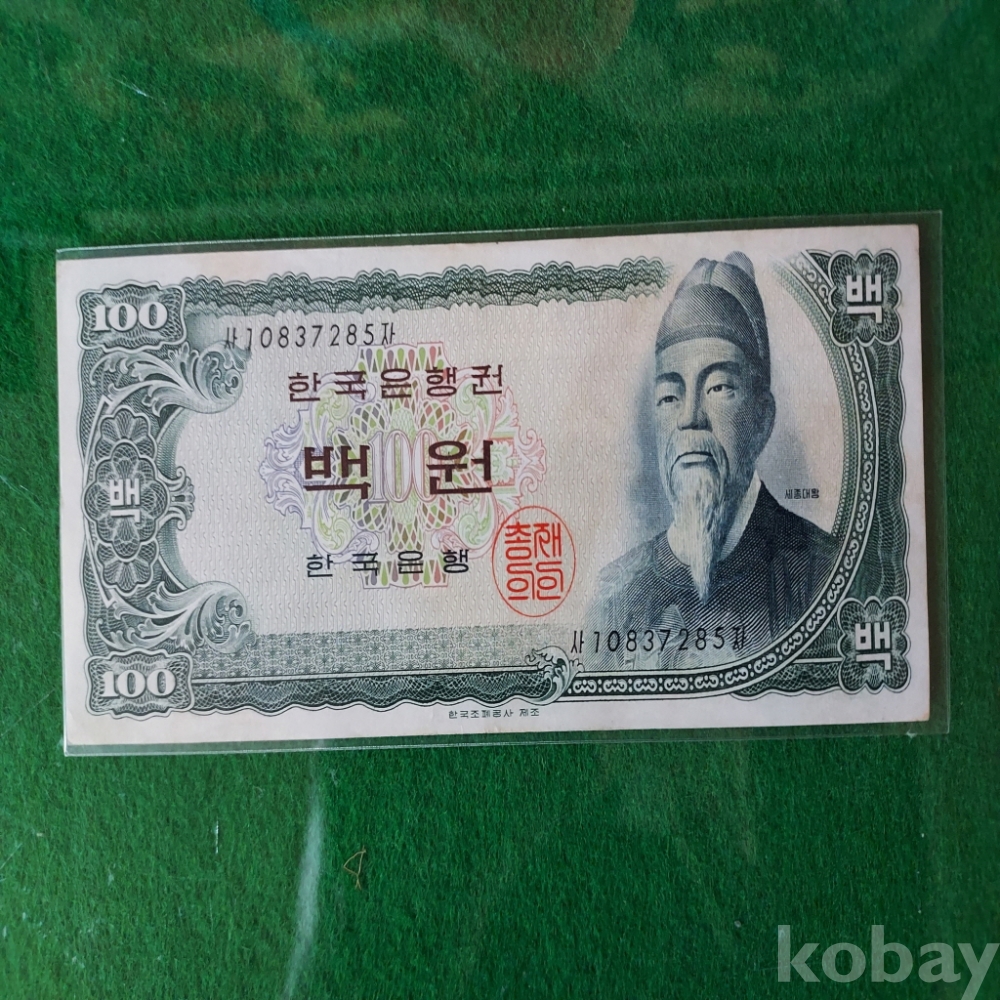 100
사10837285자
한국은행권
백 원
100
한국은행
총재의인
세종대왕
사10837285자
백
백
백
100
한국조폐공사 제조
kobay